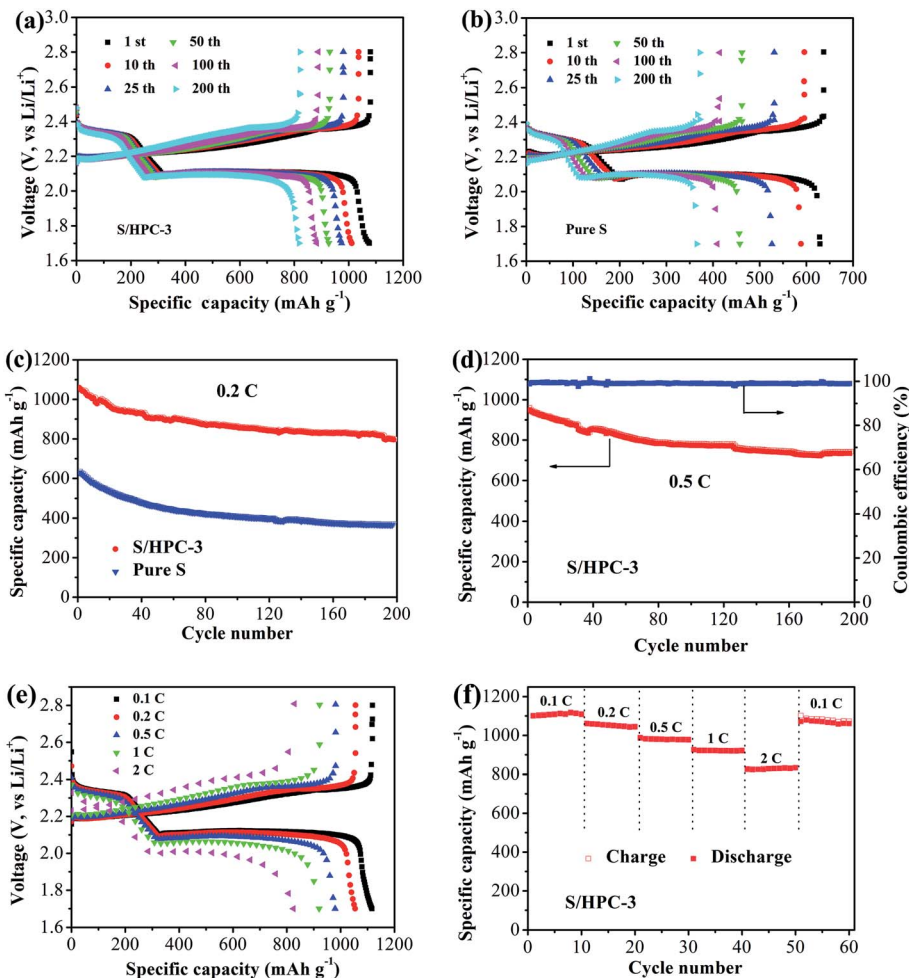 (a)
3.0
2.8
2.6
2.4
2.2
2.0
1.8
1.6
Voltage (V, vs Li/Li⁺)
1 st
50 th
10 th
100 th
25 th
200 th
S/HPC-3
0 200 400 600 800 1000 1200
Specific capacity (mAh g⁻¹)
(b)
3.0
2.8
2.6
2.4
2.2
2.0
1.8
1.6
Voltage (V, vs Li/Li⁺)
1 st
50 th
10 th
100 th
25 th
200 th
Pure S
0 100 200 300 400 500 600 700
Specific capacity (mAh g⁻¹)
(c)
1200
1000
800
600
400
200
0
Specific capacity (mAh g⁻¹)
0.2 C
S/HPC-3
Pure S
0 40 80 120 160 200
Cycle number
(d)
1200
1000
800
600
400
200
0
Specific capacity (mAh g⁻¹)
0.5 C
S/HPC-3
100
80
60
40
20
0
Coulombic efficiency (%)
0 40 80 120 160 200
Cycle number
(e)
2.8
2.6
2.4
2.2
2.0
1.8
1.6
Voltage (V, vs Li/Li⁺)
0.1 C
0.2 C
0.5 C
1 C
2 C
0 200 400 600 800 1000 1200
Specific capacity (mAh g⁻¹)
(f)
1200
1000
800
600
400
200
0
Specific capacity (mAh g⁻¹)
0.1 C
0.2 C
0.5 C
1 C
2 C
0.1 C
Charge
Discharge
S/HPC-3
0 10 20 30 40 50 60
Cycle number